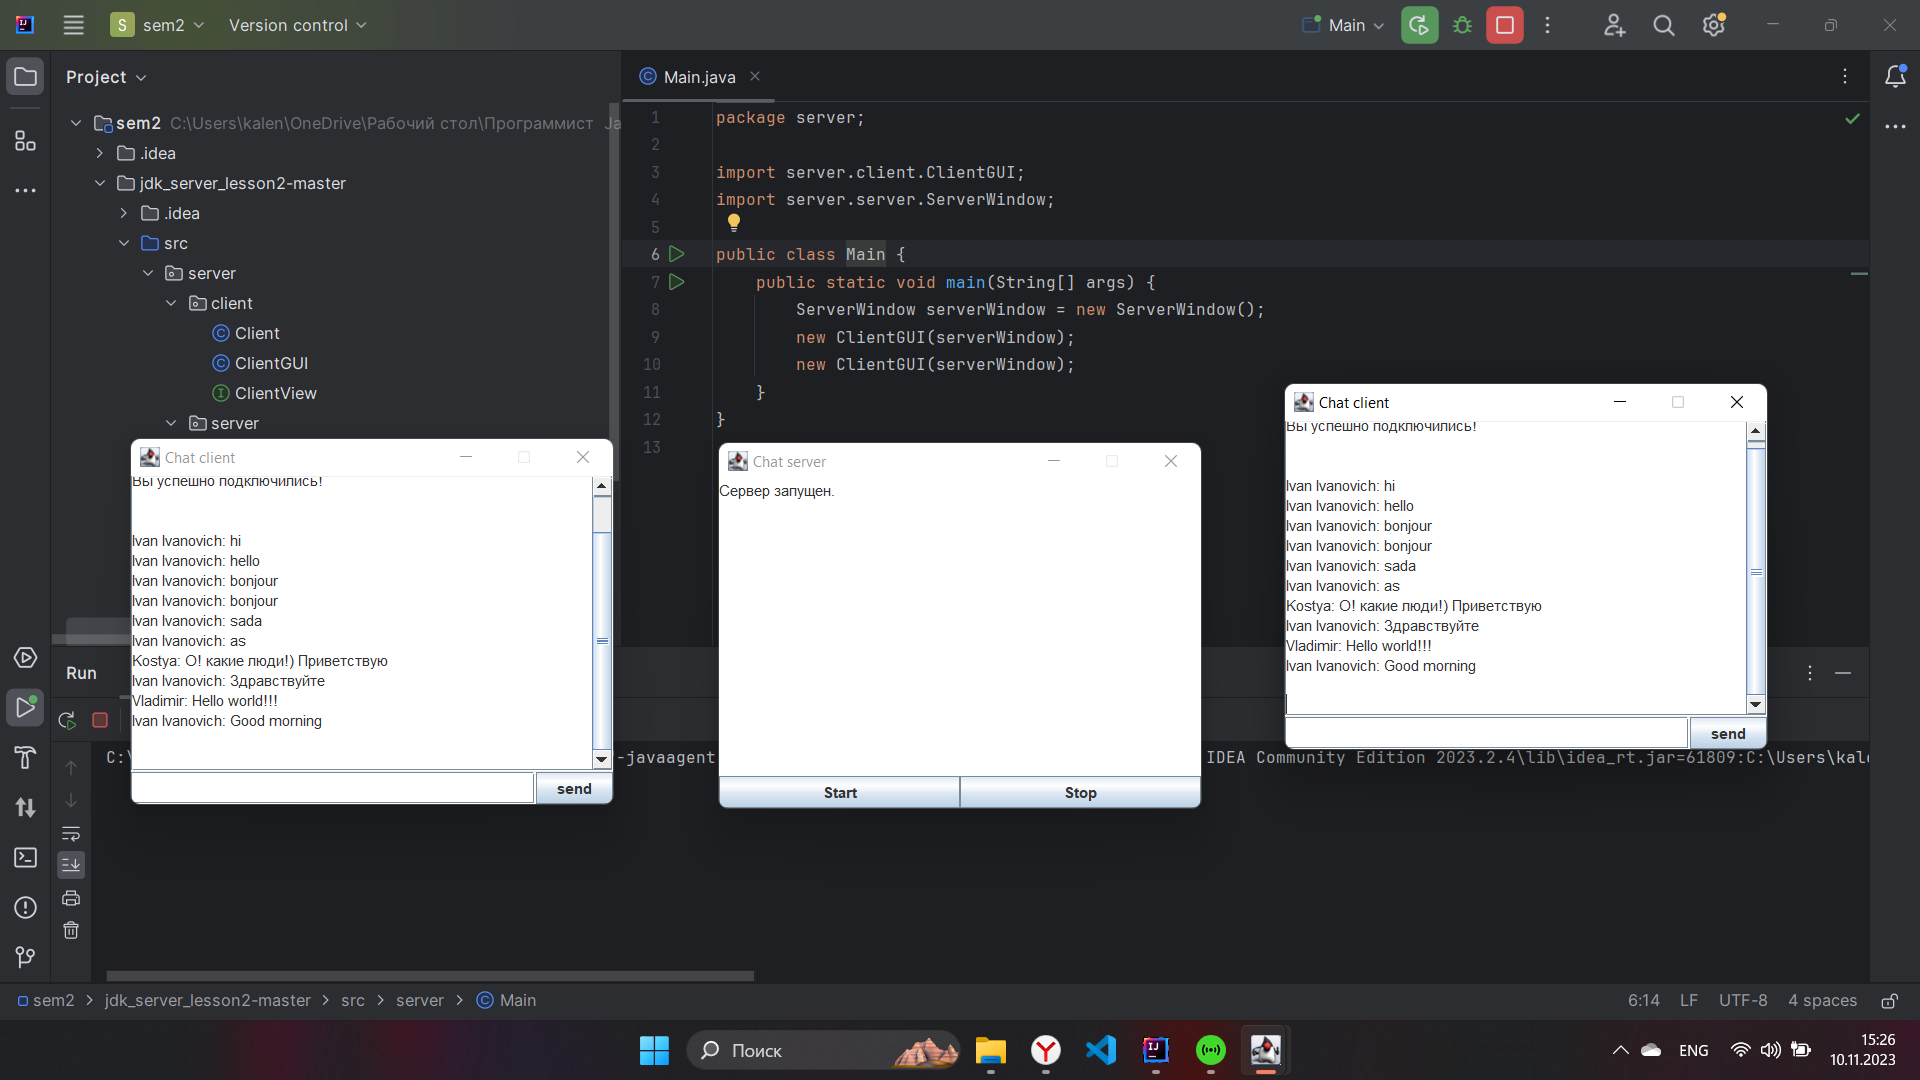 S sem2 Version control Main
Project
Main.java
sem2 C:\Users\kalen\OneDrive\Рабочий стол\Программист Ja
.idea
jdk_server_lesson2-master
.idea
src
server
client
Client
ClientGUI
ClientView
server
1 package server;
2
3 import server.client.ClientGUI;
4 import server.server.ServerWindow;
5
6 public class Main {
7 public static void main(String[] args) {
8 ServerWindow serverWindow = new ServerWindow();
9 new ClientGUI(serverWindow);
10 new ClientGUI(serverWindow);
11 }
12 }
13
Chat client
Вы успешно подключились!
Ivan Ivanovich: hi
Ivan Ivanovich: hello
Ivan Ivanovich: bonjour
Ivan Ivanovich: bonjour
Ivan Ivanovich: sada
Ivan Ivanovich: as
Kostya: О! какие люди!) Приветствую
Ivan Ivanovich: Здравствуйте
Vladimir: Hello world!!!
Ivan Ivanovich: Good morning
send
Chat server
Сервер запущен.
Start Stop
Chat client
Вы успешно подключились!
Ivan Ivanovich: hi
Ivan Ivanovich: hello
Ivan Ivanovich: bonjour
Ivan Ivanovich: bonjour
Ivan Ivanovich: sada
Ivan Ivanovich: as
Kostya: О! какие люди!) Приветствую
Ivan Ivanovich: Здравствуйте
Vladimir: Hello world!!!
Ivan Ivanovich: Good morning
send
Run
C:\ -javaagent IDEA Community Edition 2023.2.4\lib\idea_rt.jar=61809:C:\Users\kale
sem2 > jdk_server_lesson2-master > src > server > Main
6:14 LF UTF-8 4 spaces
Поиск
ENG
15:26
10.11.2023